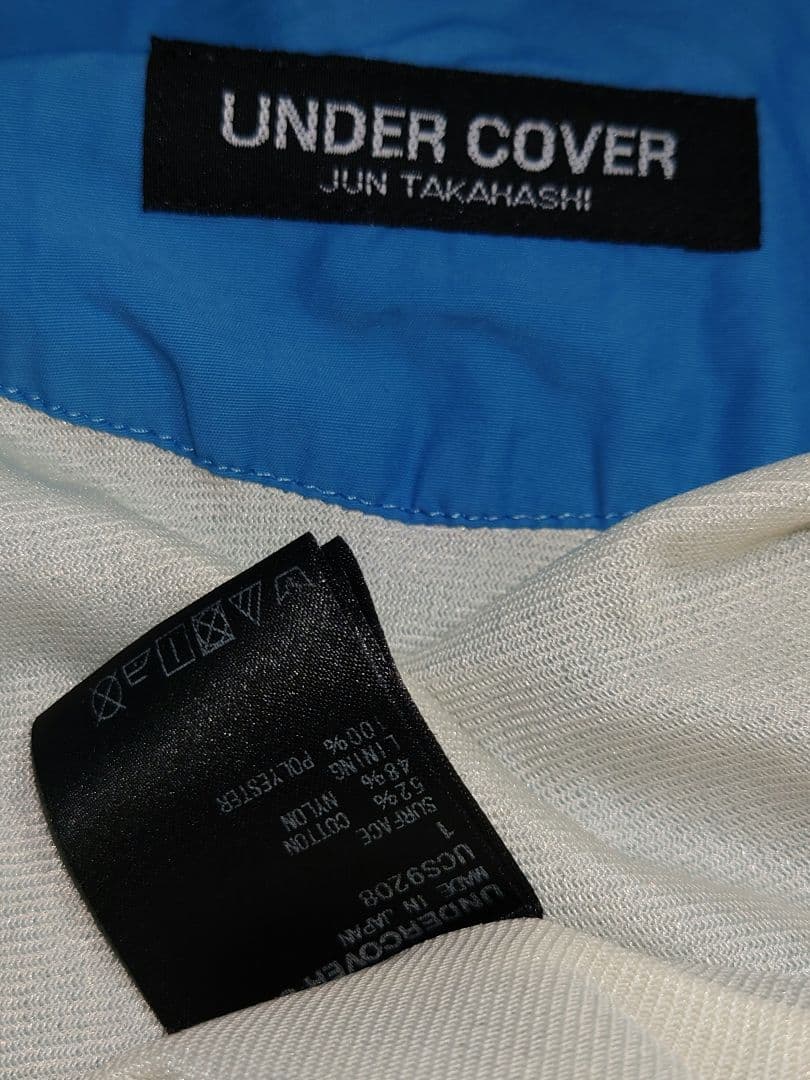 UNDER COVER
JUN TAKAHASHI
UNDERCOVER
MADE IN JAPAN
UCS9208
1
SURFACE
52% COTTON
48% NYLON
LINING
100% POLYESTER